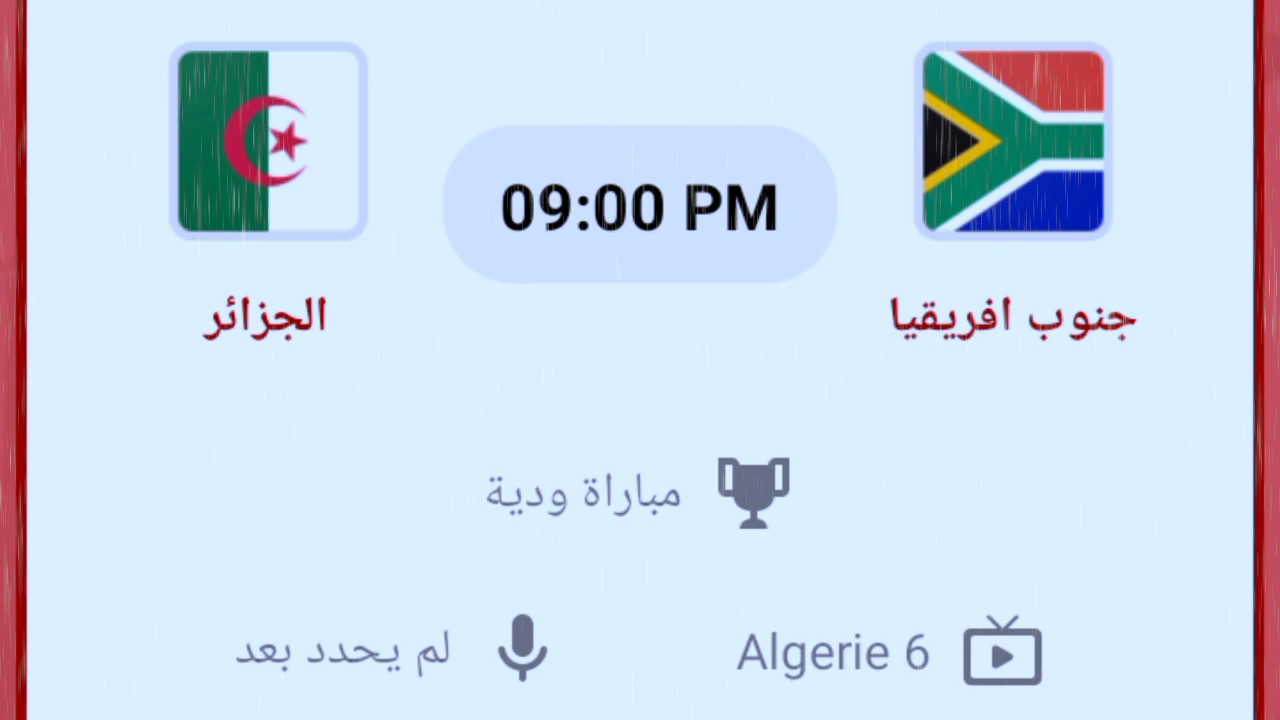 09:00 PM
جنوب افريقيا
الجزائر
مباراة ودية
Algerie 6
لم يحدد بعد